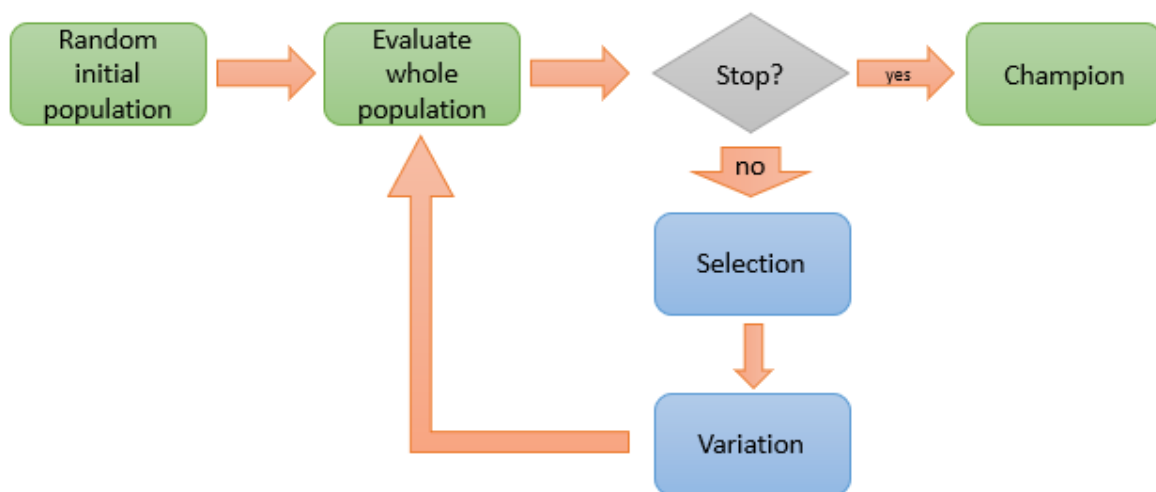 Random
initial
population
Evaluate
whole
population
Stop?
yes
Champion
no
Selection
Variation